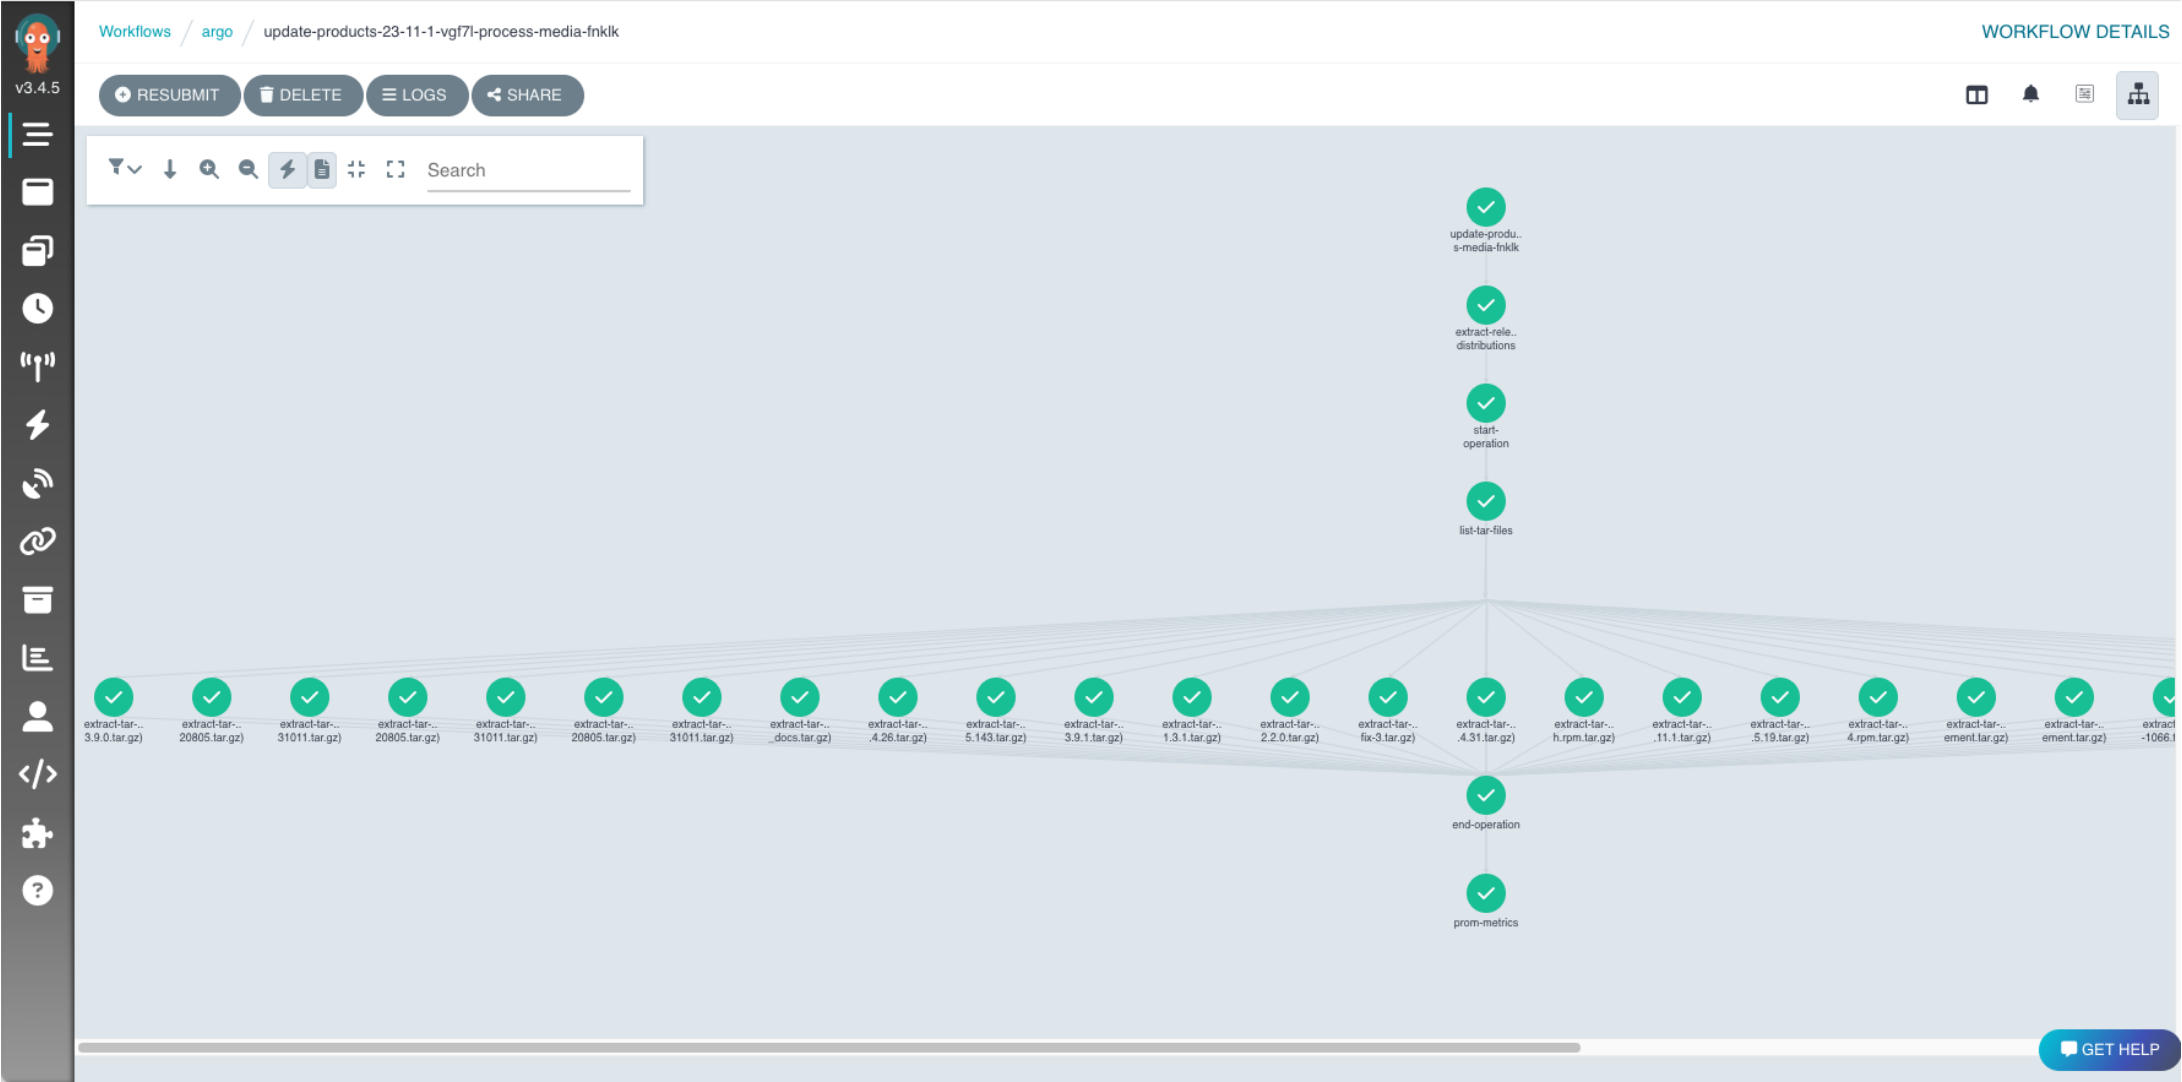 Workflows / argo / update-products-23-11-1-vgf7l-process-media-fnklk
WORKFLOW DETAILS
v3.4.5
RESUBMIT DELETE LOGS SHARE
Search
update-produ..
s-media-fnklk
extract-rele..
distributions
start-
operation
list-tar-files
extract-tar-..
3.9.0.tar.gz)
extract-tar-..
20805.tar.gz)
extract-tar-..
31011.tar.gz)
extract-tar-..
20805.tar.gz)
extract-tar-..
31011.tar.gz)
extract-tar-..
20805.tar.gz)
extract-tar-..
31011.tar.gz)
extract-tar-..
_docs.tar.gz)
extract-tar-..
.4.26.tar.gz)
extract-tar-..
5.143.tar.gz)
extract-tar-..
3.9.1.tar.gz)
extract-tar-..
1.3.1.tar.gz)
extract-tar-..
2.2.0.tar.gz)
extract-tar-..
fix-3.tar.gz)
extract-tar-..
.4.31.tar.gz)
extract-tar-..
h.rpm.tar.gz)
extract-tar-..
.11.1.tar.gz)
extract-tar-..
.5.19.tar.gz)
extract-tar-..
4.rpm.tar.gz)
extract-tar-..
ement.tar.gz)
extract-tar-..
ement.tar.gz)
extract
-1066.t
end-operation
prom-metrics
GET HELP